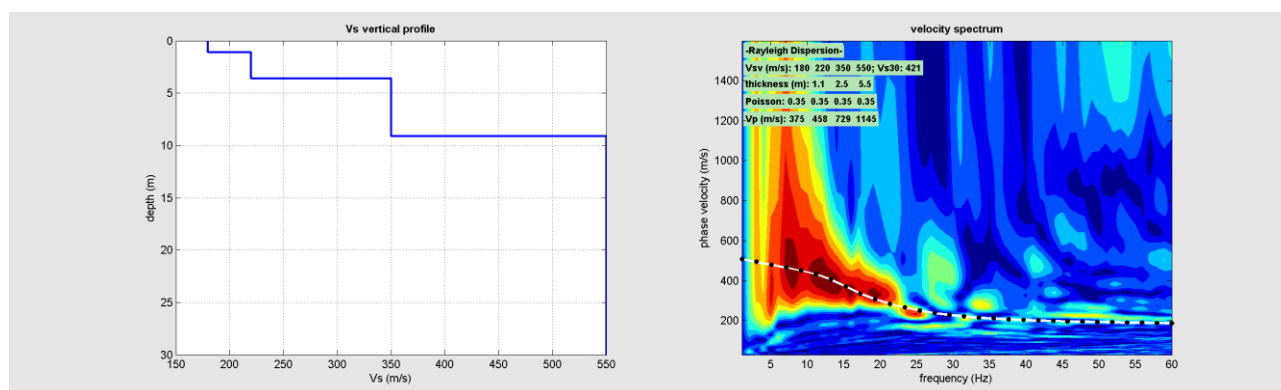 Vs vertical profile
0
5
10
15
20
25
30
depth (m)
150 200 250 300 350 400 450 500 550
Vs (m/s)
velocity spectrum
-Rayleigh Dispersion-
Vsv (m/s): 180 220 350 550; Vs30: 421
thickness (m): 1.1 2.5 5.5
Poisson: 0.35 0.35 0.35 0.35
Vp (m/s): 375 458 729 1145
1400
1200
1000
800
600
400
200
phase velocity (m/s)
5 10 15 20 25 30 35 40 45 50 55 60
frequency (Hz)